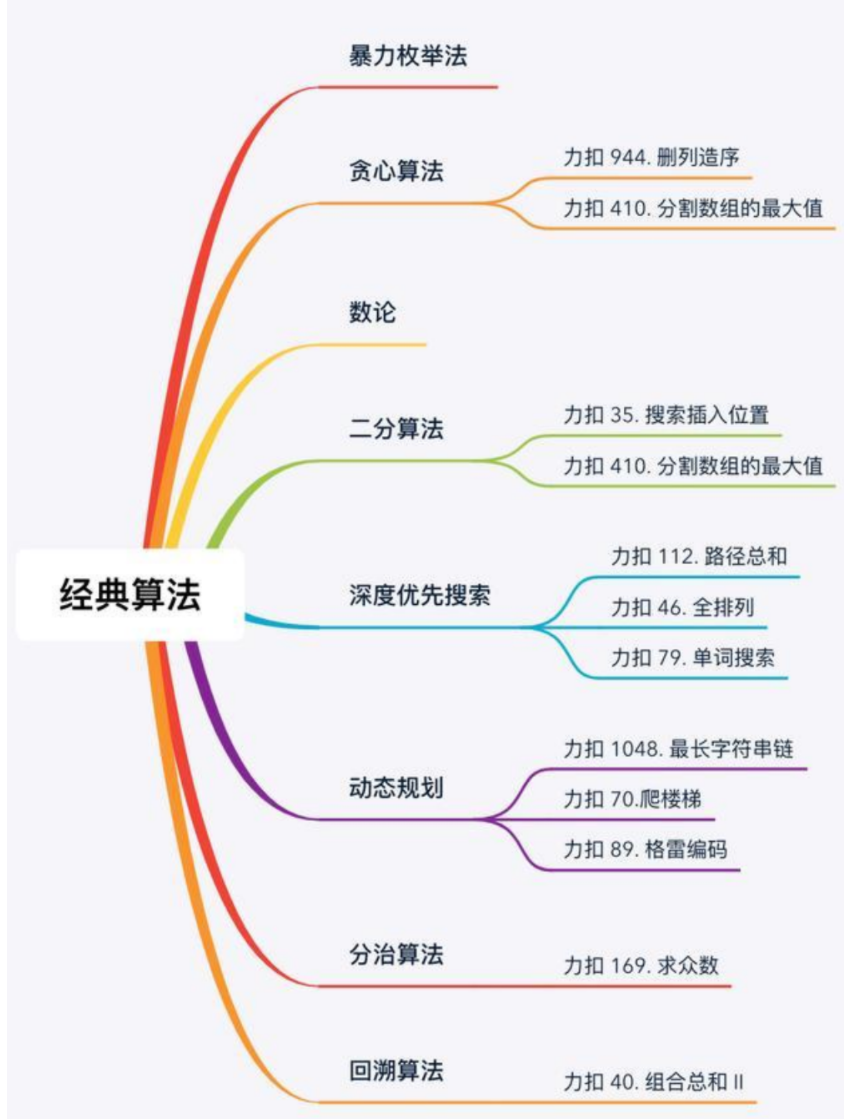 暴力枚举法
贪心算法
力扣 944. 删列造序
力扣 410. 分割数组的最大值
数论
二分算法
力扣 35. 搜索插入位置
力扣 410. 分割数组的最大值
经典算法
深度优先搜索
力扣 112. 路径总和
力扣 46. 全排列
力扣 79. 单词搜索
动态规划
力扣 1048. 最长字符串链
力扣 70.爬楼梯
力扣 89. 格雷编码
分治算法
力扣 169. 求众数
回溯算法
力扣 40. 组合总和 II